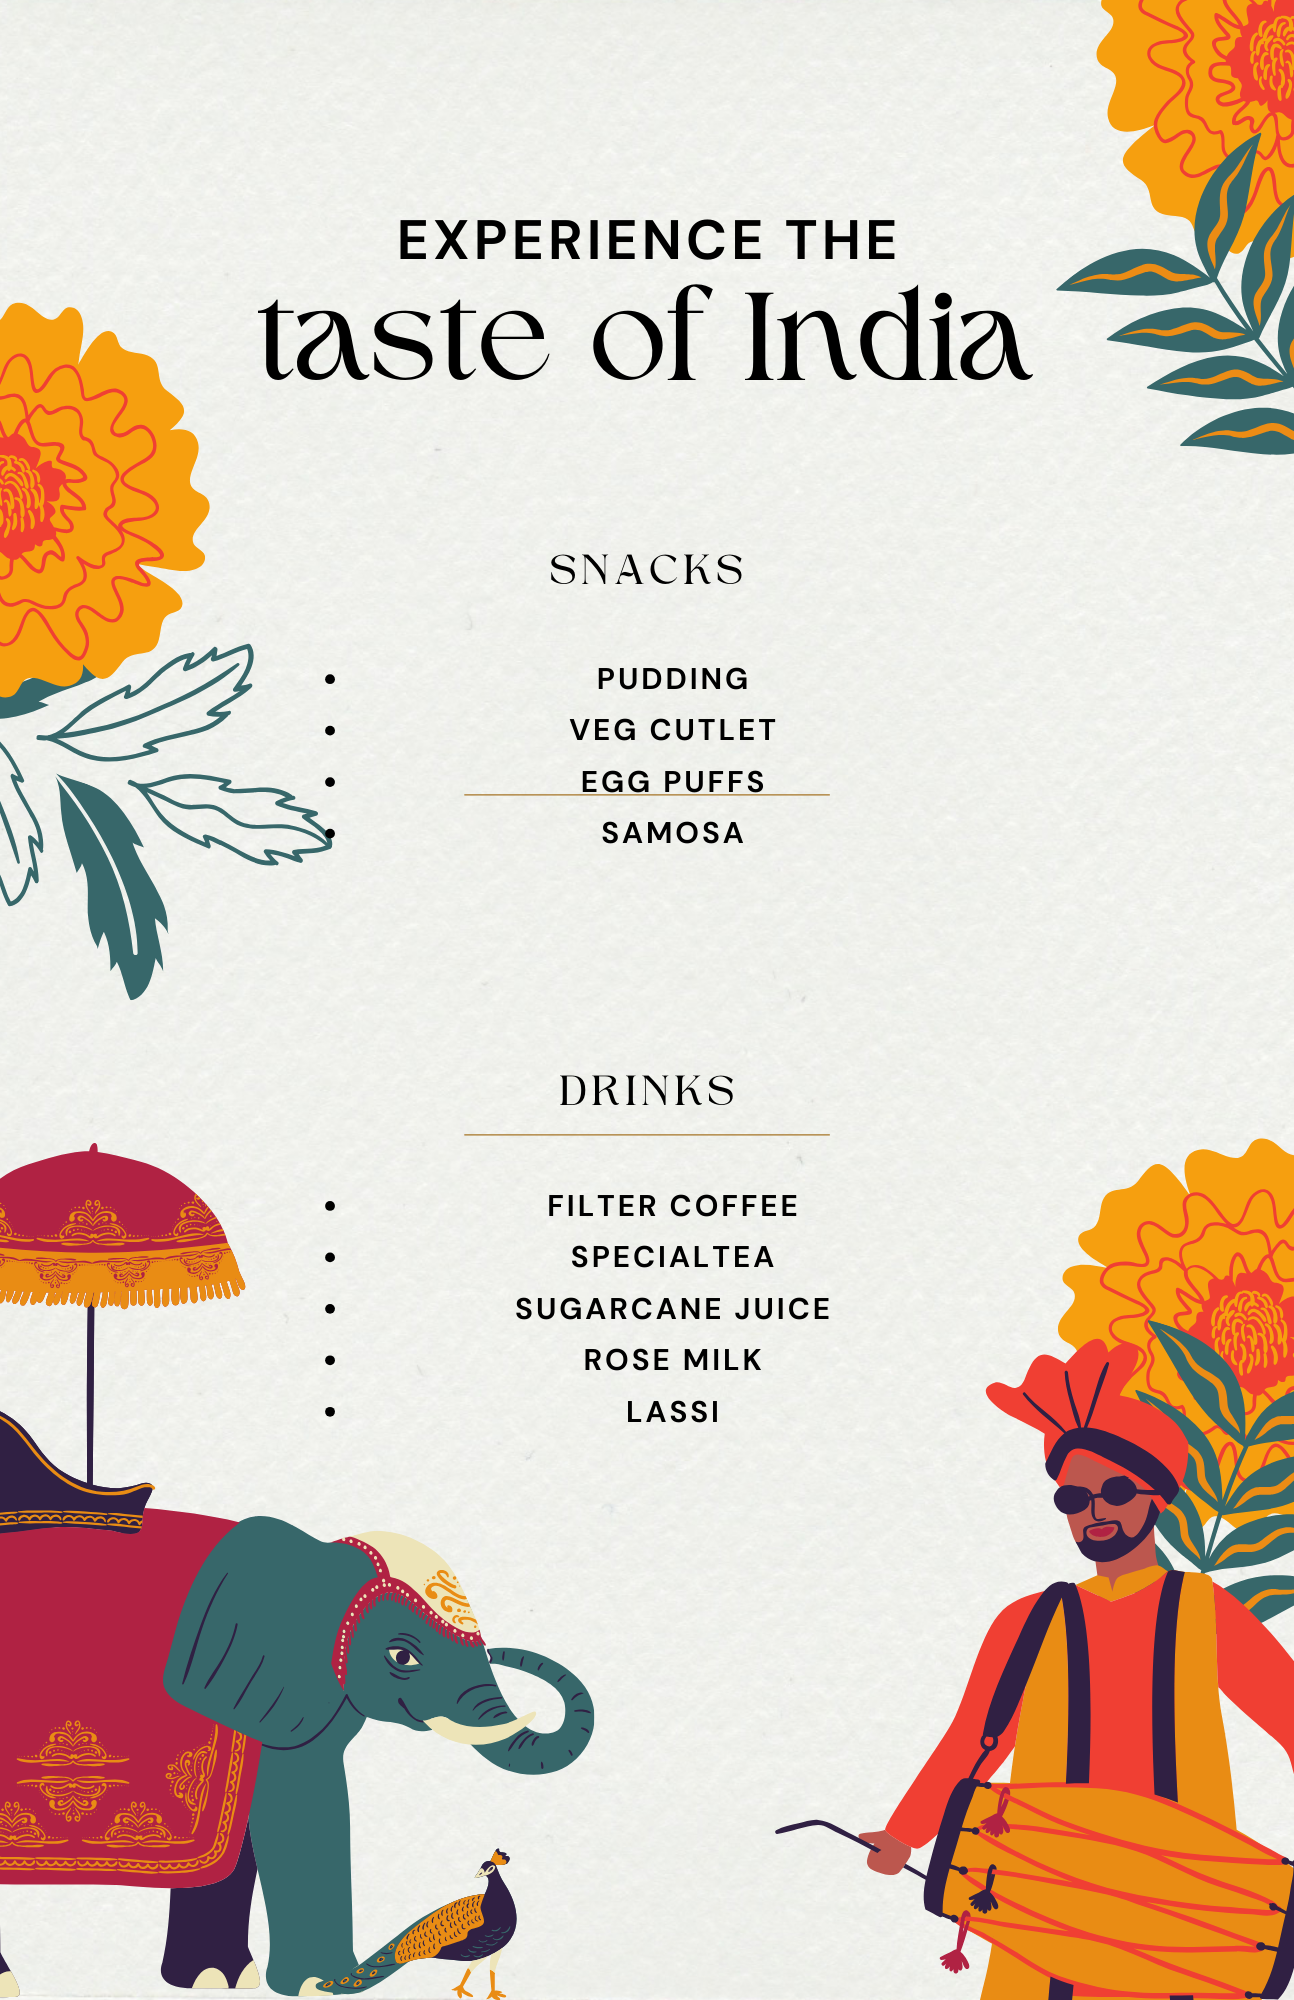 EXPERIENCE THE
taste of India
SNACKS
• PUDDING
• VEG CUTLET
• EGG PUFFS
• SAMOSA
DRINKS
• FILTER COFFEE
• SPECIALTEA
• SUGARCANE JUICE
• ROSE MILK
• LASSI